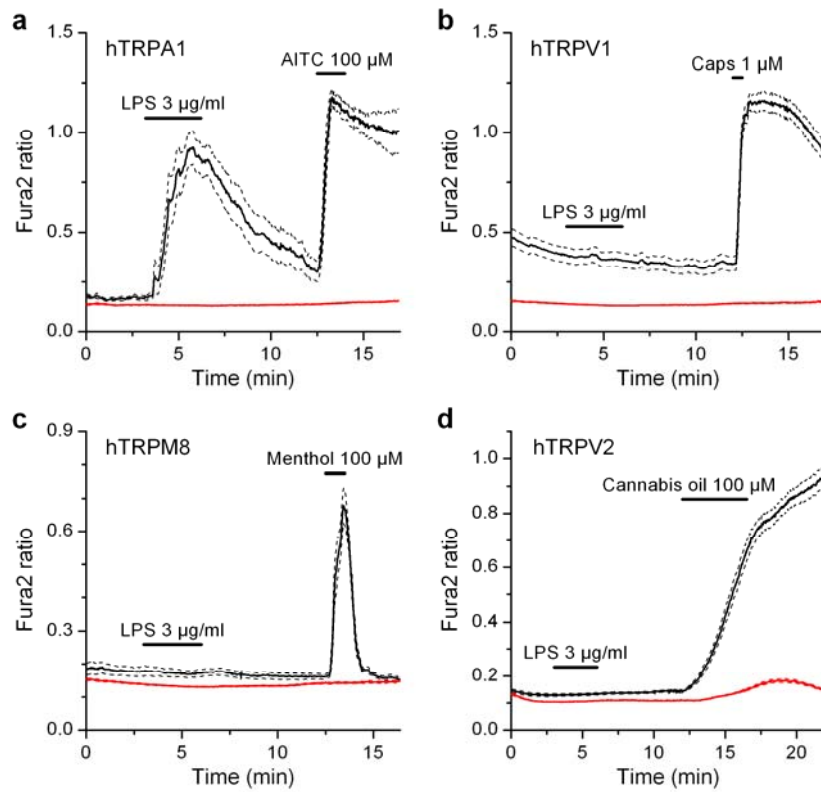 a
hTRPA1
AITC 100 µM
LPS 3 µg/ml
Fura2 ratio
1.5
1.0
0.5
0.0
0 5 10 15
Time (min)
b
hTRPV1
Caps 1 µM
LPS 3 µg/ml
Fura2 ratio
1.5
1.0
0.5
0.0
0 5 10 15
Time (min)
c
hTRPM8
Menthol 100 µM
LPS 3 µg/ml
Fura2 ratio
0.9
0.6
0.3
0.0
0 5 10 15
Time (min)
d
hTRPV2
Cannabis oil 100 µM
LPS 3 µg/ml
Fura2 ratio
1.0
0.8
0.6
0.4
0.2
0.0
0 5 10 15 20
Time (min)